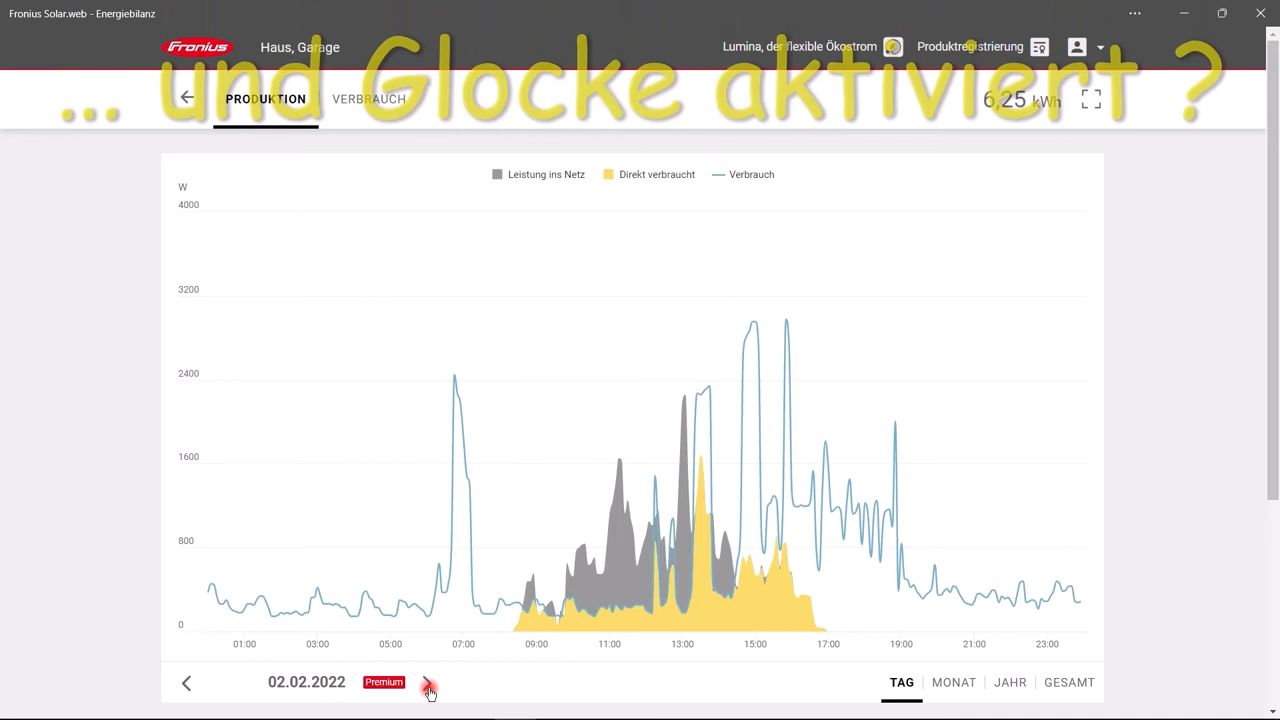 Fronius Solar.web - Energiebilanz
Fronius
Haus, Garage
Lumina, der flexible Ökostrom
Produktregistrierung
... und Glocke aktiviert ?
PRODUKTION
VERBRAUCH
6,25 kWh
Leistung ins Netz
Direkt verbraucht
Verbrauch
W
4000
3200
2400
1600
800
0
01:00 03:00 05:00 07:00 09:00 11:00 13:00 15:00 17:00 19:00 21:00 23:00
02.02.2022
Premium
TAG
MONAT
JAHR
GESAMT